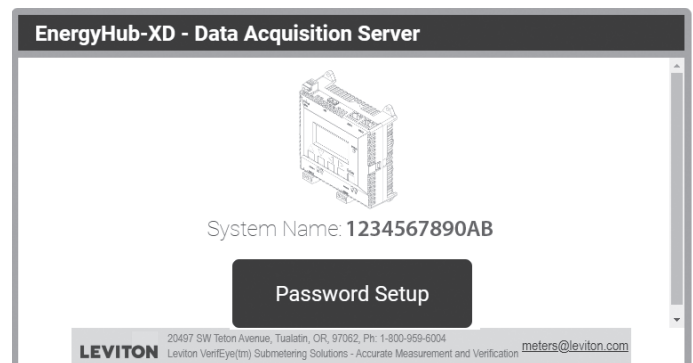 EnergyHub-XD - Data Acquisition Server
System Name: 1234567890AB
Password Setup
LEVITON
20497 SW Teton Avenue, Tualatin, OR, 97062, Ph: 1-800-959-6004
Leviton VerifEye(tm) Submetering Solutions - Accurate Measurement and Verification
meters@leviton.com